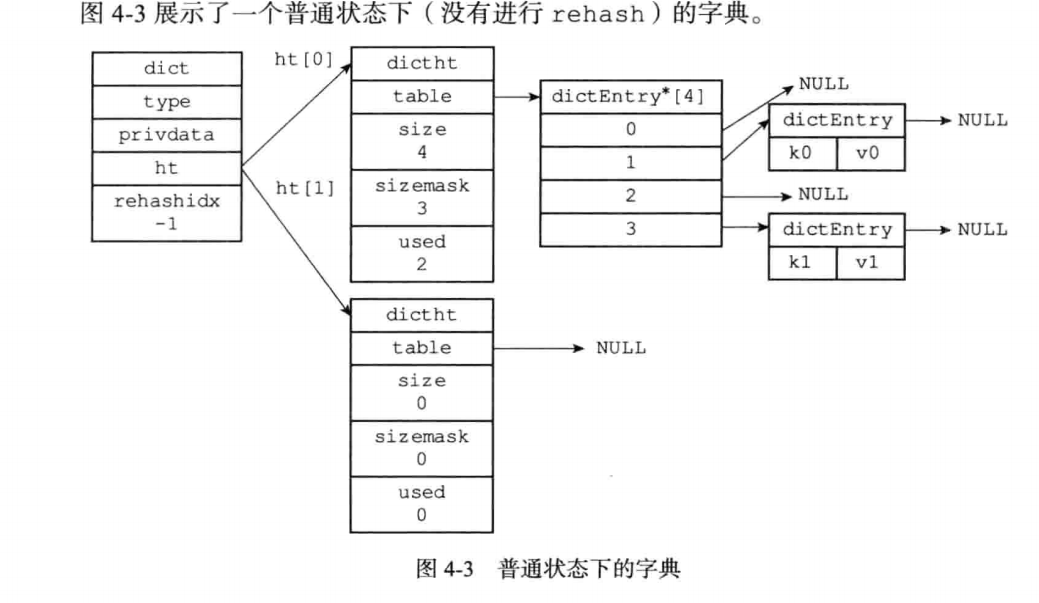 图 4-3 展示了一个普通状态下（没有进行 rehash）的字典。
dict
type
privdata
ht
rehashidx
-1
ht[0]
ht[1]
dictht
table
size
4
sizemask
3
used
2
dictEntry*[4]
0
1
2
3
NULL
dictEntry
k0 v0
NULL
NULL
dictEntry
k1 v1
NULL
dictht
table
size
0
sizemask
0
used
0
NULL
图 4-3 普通状态下的字典